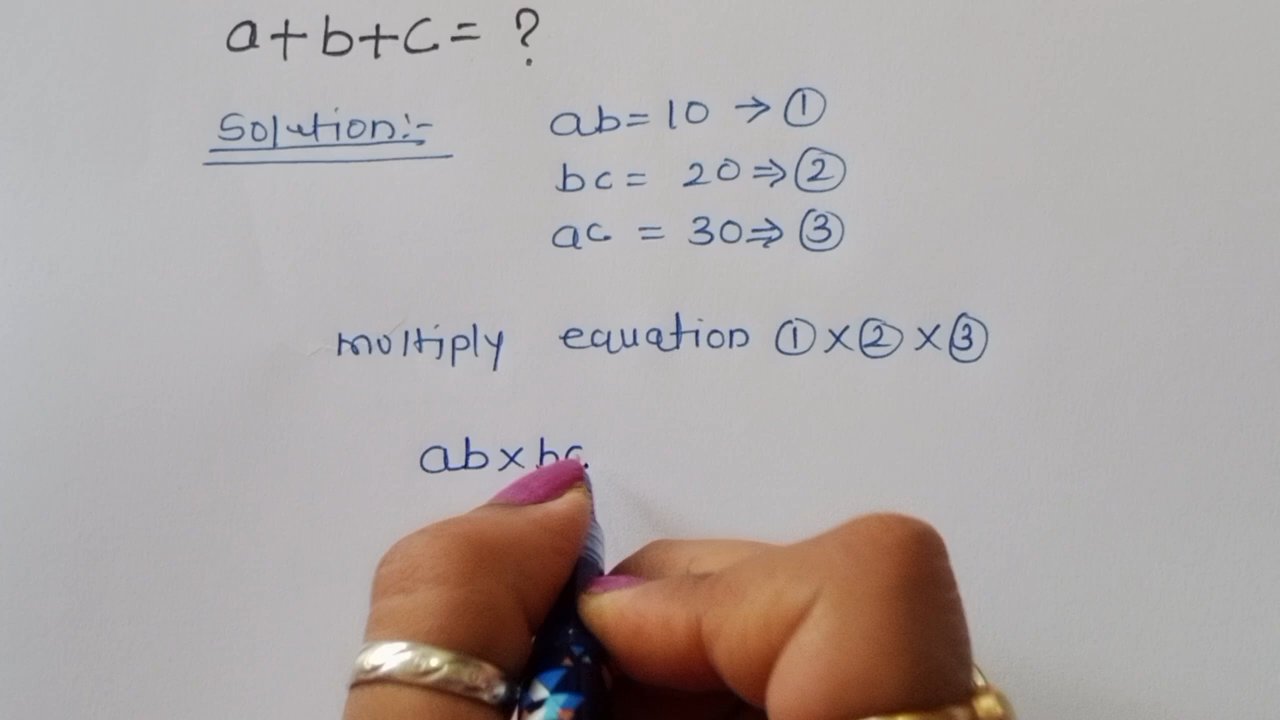 a+b+c= ?
Solution:-
ab=10 → ①
bc= 20⇒ ②
ac = 30⇒ ③
multiply equation ①×②×③
ab×bc